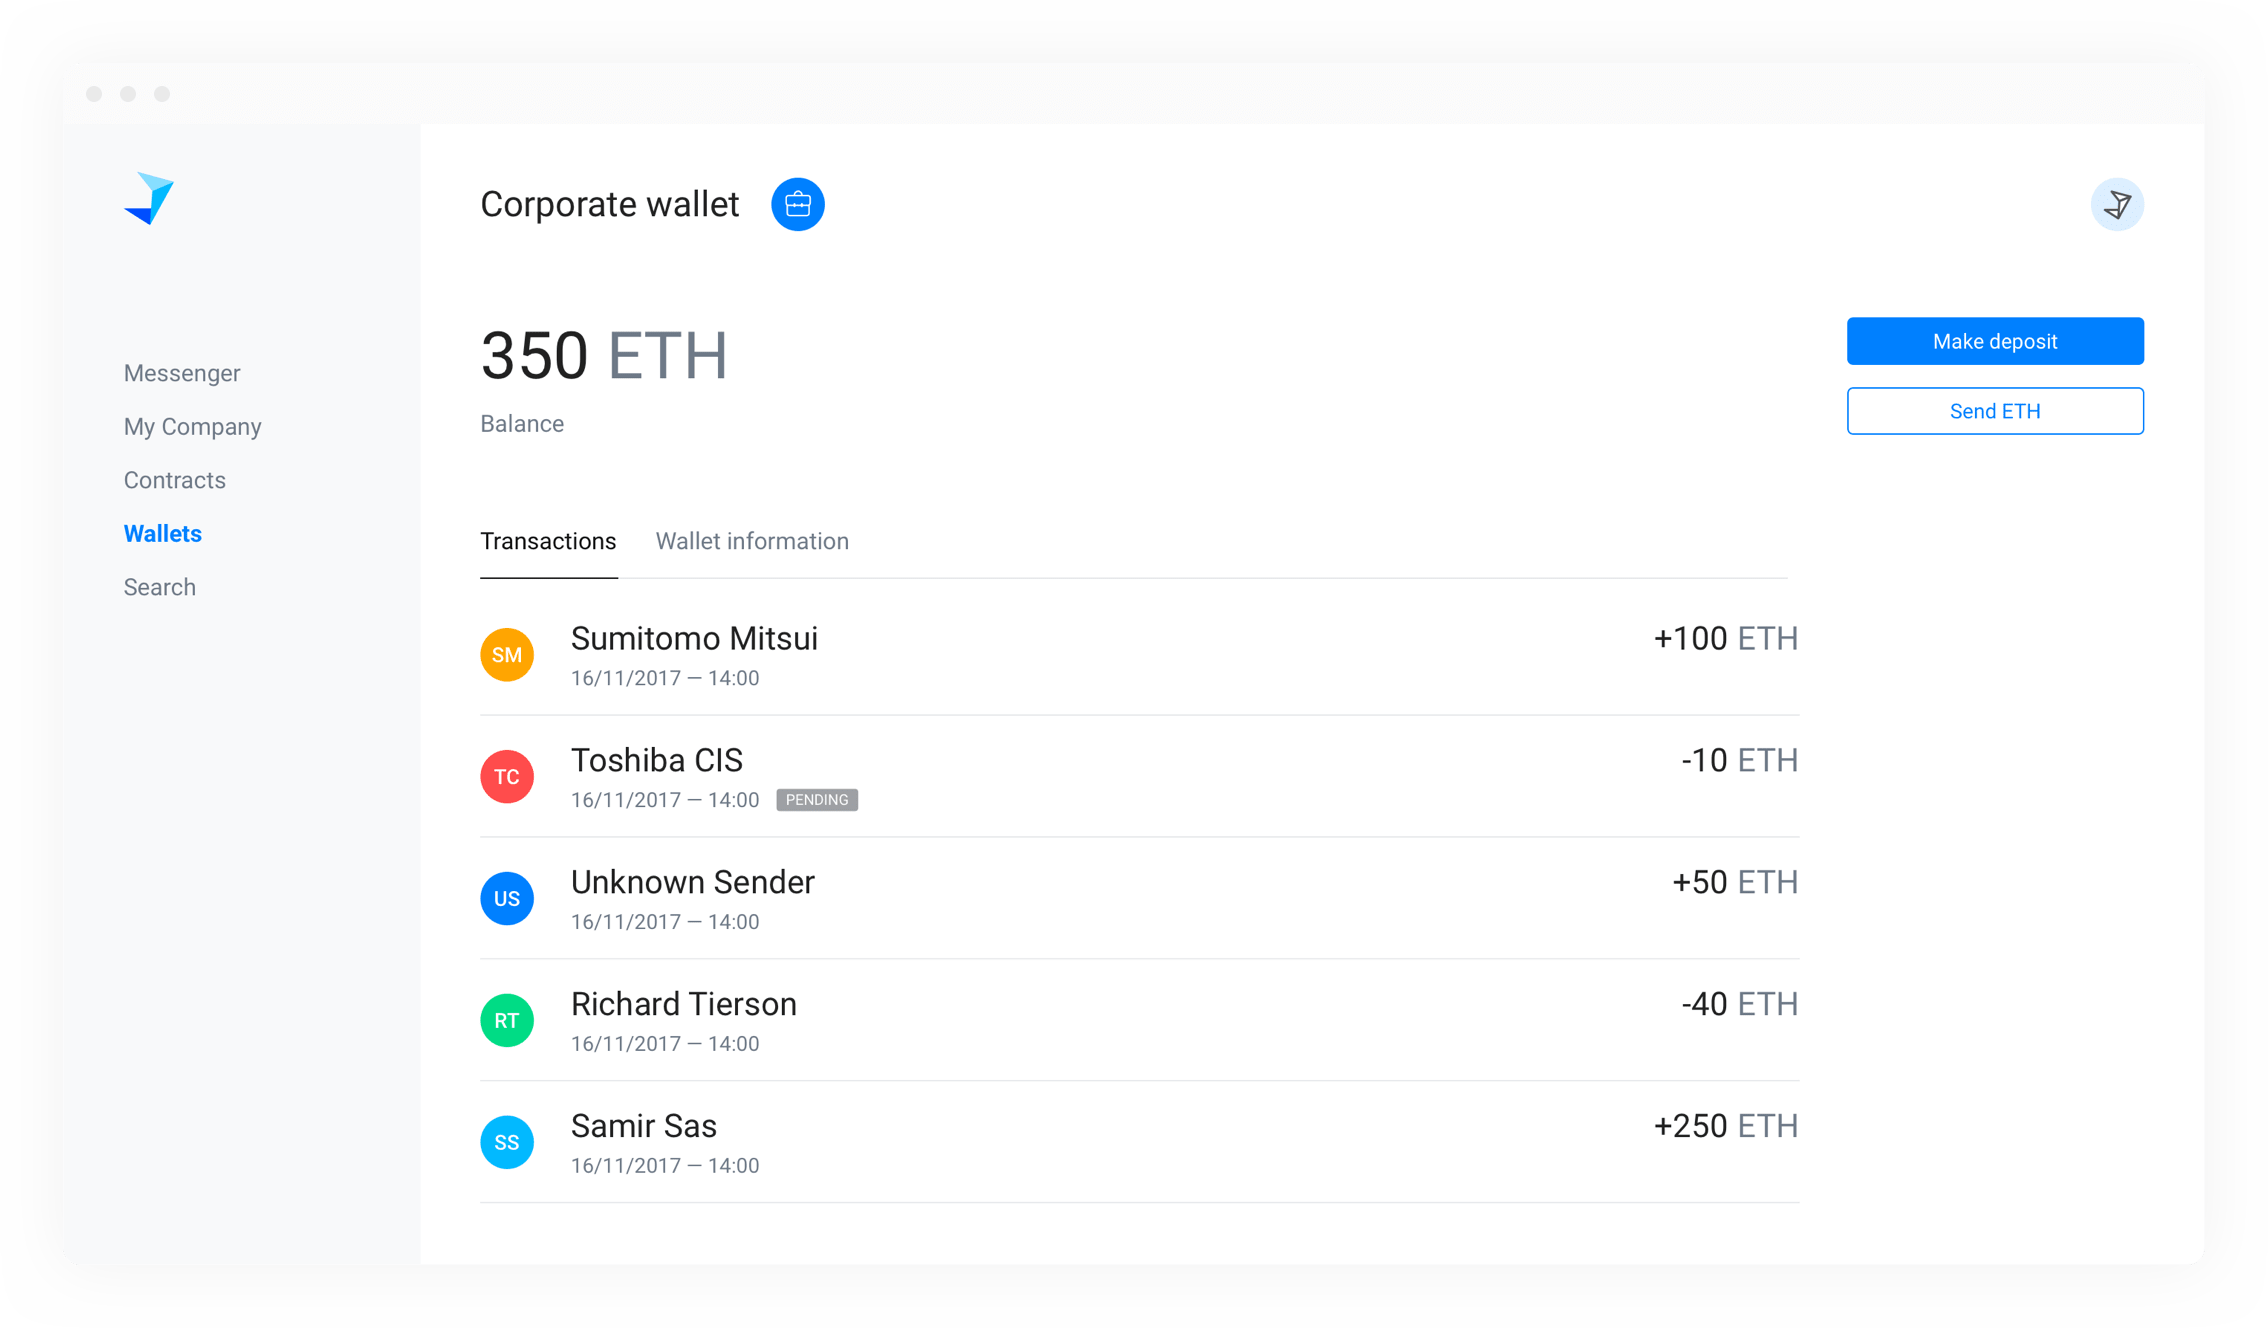 Corporate wallet
Messenger
My Company
Contracts
Wallets
Search
350 ETH
Balance
Make deposit
Send ETH
Transactions
Wallet information
SM
Sumitomo Mitsui
16/11/2017 — 14:00
+100 ETH
TC
Toshiba CIS
16/11/2017 — 14:00
PENDING
-10 ETH
US
Unknown Sender
16/11/2017 — 14:00
+50 ETH
RT
Richard Tierson
16/11/2017 — 14:00
-40 ETH
SS
Samir Sas
16/11/2017 — 14:00
+250 ETH